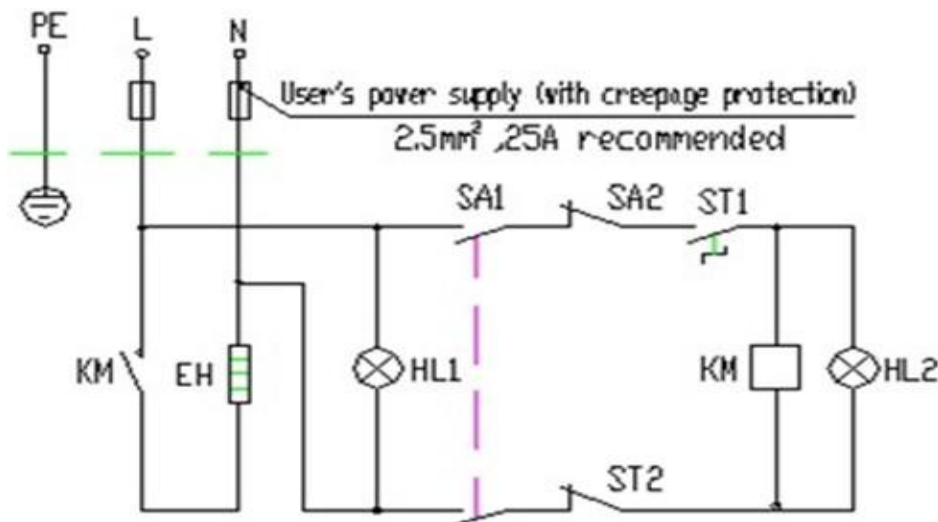 PE L N
User's power supply (with creepage protection)
2.5mm² ,25A recommended
SA1 SA2 ST1
KM EH HL1 KM HL2
ST2